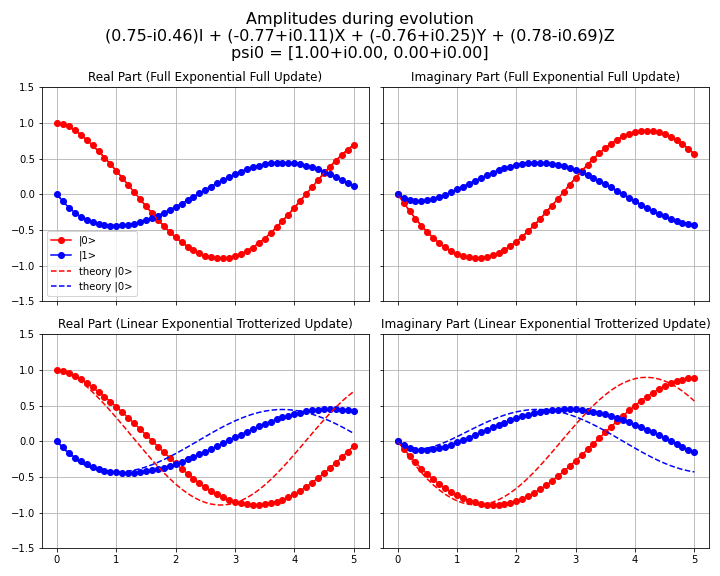 Amplitudes during evolution
(0.75-i0.46)I + (-0.77+i0.11)X + (-0.76+i0.25)Y + (0.78-i0.69)Z
psi0 = [1.00+i0.00, 0.00+i0.00]
Real Part (Full Exponential Full Update)
1.5
1.0
0.5
0.0
−0.5
−1.0
−1.5
|0>
|1>
theory |0>
theory |0>
Imaginary Part (Full Exponential Full Update)
Real Part (Linear Exponential Trotterized Update)
1.5
1.0
0.5
0.0
−0.5
−1.0
−1.5
0 1 2 3 4 5
Imaginary Part (Linear Exponential Trotterized Update)
0 1 2 3 4 5